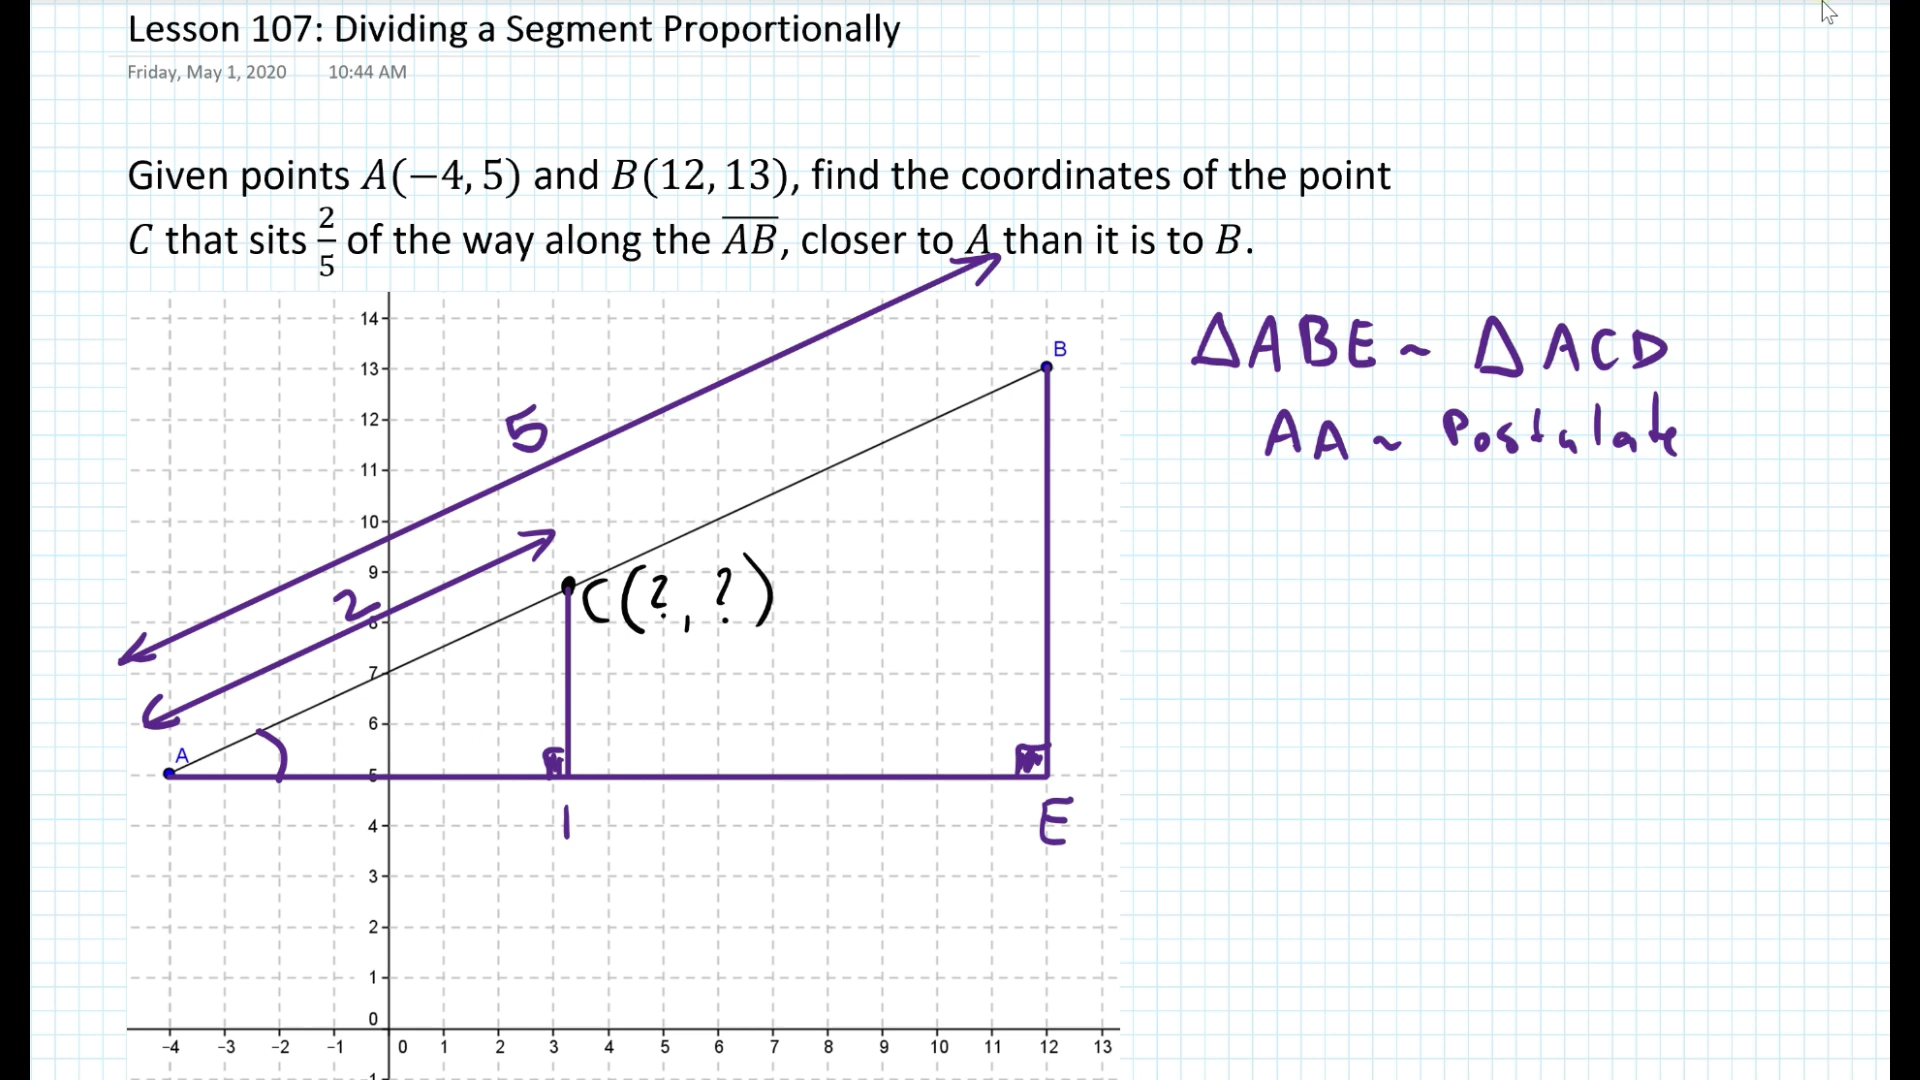 Lesson 107: Dividing a Segment Proportionally
Friday, May 1, 2020 10:44 AM
Given points A(−4, 5) and B(12, 13), find the coordinates of the point
C that sits 2/5 of the way along the A̅B̅, closer to A than it is to B.
14
B
ΔABE ~ ΔACD
13
12
5
AA ~ Postulate
11
10
9
C(?, ?)
2
8
7
6
A
5
4
E
3
2
1
0
−4 −3 −2 −1 0 1 2 3 4 5 6 7 8 9 10 11 12 13